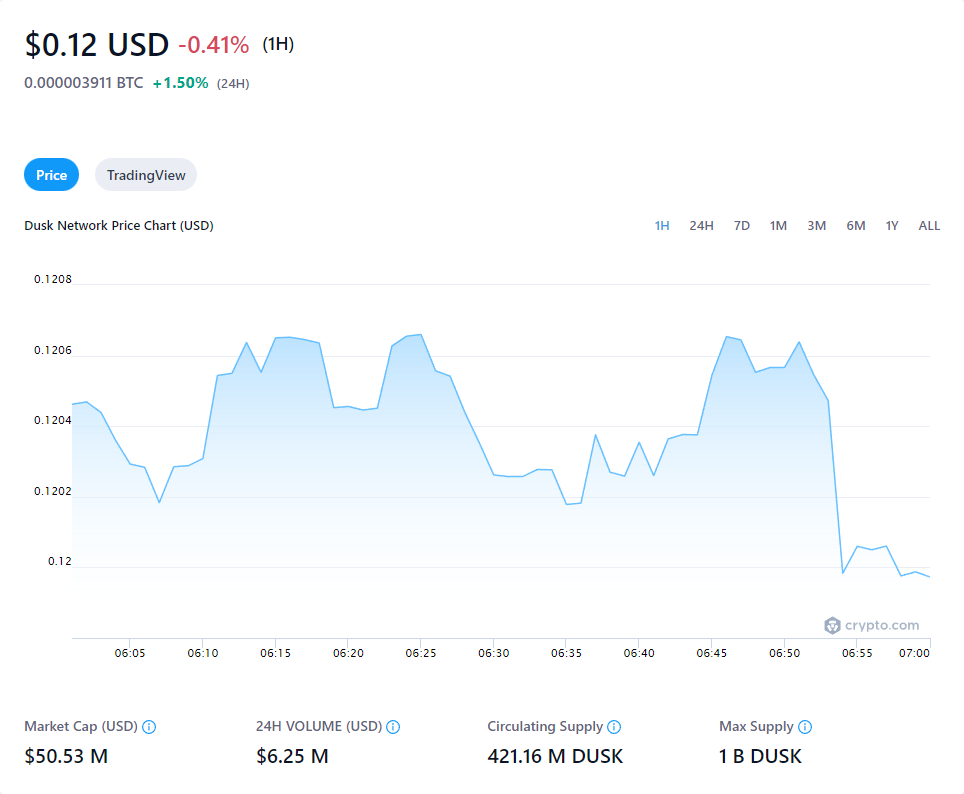 $0.12 USD -0.41% (1H)
0.000003911 BTC +1.50% (24H)
Price TradingView
Dusk Network Price Chart (USD) 1H 24H 7D 1M 3M 6M 1Y ALL
0.1208
0.1206
0.1204
0.1202
0.12
crypto.com
06:05 06:10 06:15 06:20 06:25 06:30 06:35 06:40 06:45 06:50 06:55 07:00
Market Cap (USD) 24H VOLUME (USD) Circulating Supply Max Supply
$50.53 M $6.25 M 421.16 M DUSK 1 B DUSK